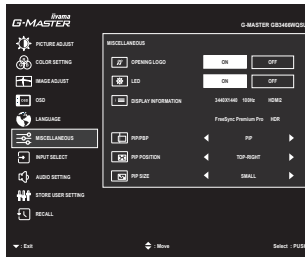 iiyama
G-MASTER
G-MASTER GB3466WQSU
PICTURE ADJUST
COLOR SETTING
IMAGE ADJUST
OSD
LANGUAGE
MISCELLANEOUS
INPUT SELECT
AUDIO SETTING
STORE USER SETTING
RECALL
MISCELLANEOUS
OPENING LOGO ON OFF
LED ON OFF
DISPLAY INFORMATION 3440X1440 100Hz HDMI2
FreeSync Premium Pro HDR
PIP/PBP PIP
PIP POSITION TOP-RIGHT
PIP SIZE SMALL
: Exit : Move Select : PUSH